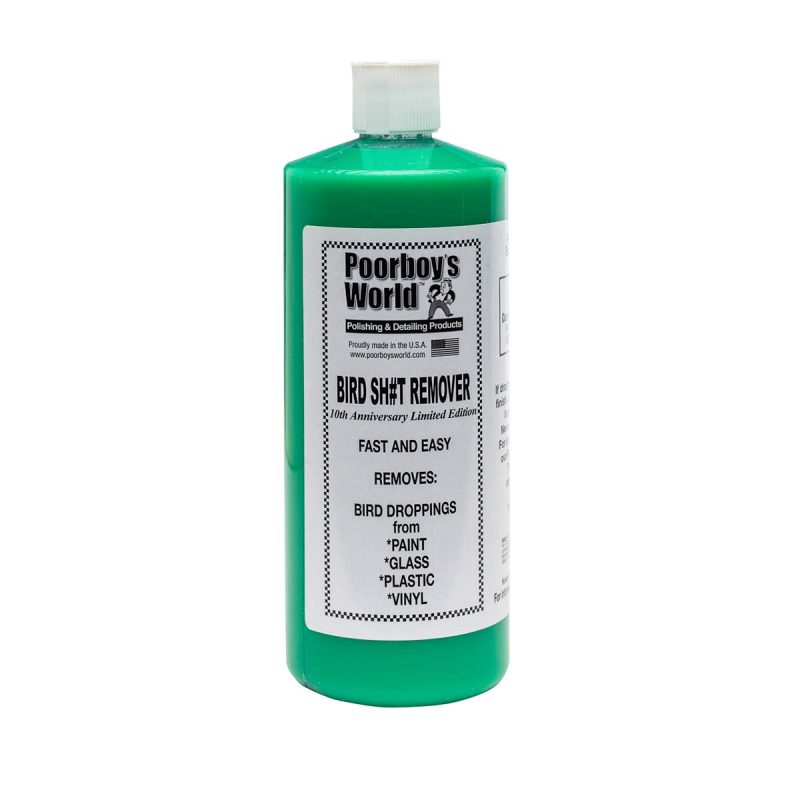 Poorboy's
World™
Polishing & Detailing Products
Proudly made in the U.S.A.
www.poorboysworld.com
BIRD SH#T REMOVER
10th Anniversary Limited Edition
FAST AND EASY
REMOVES:
BIRD DROPPINGS
from
*PAINT
*GLASS
*PLASTIC
*VINYL